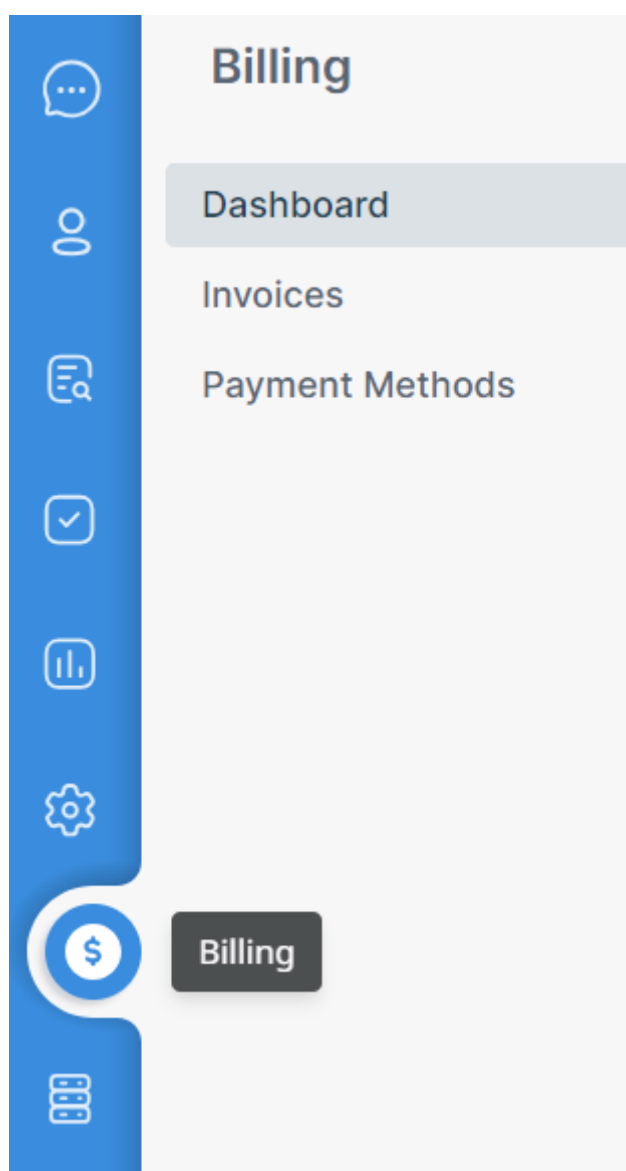 Billing
Dashboard
Invoices
Payment Methods
$
Billing